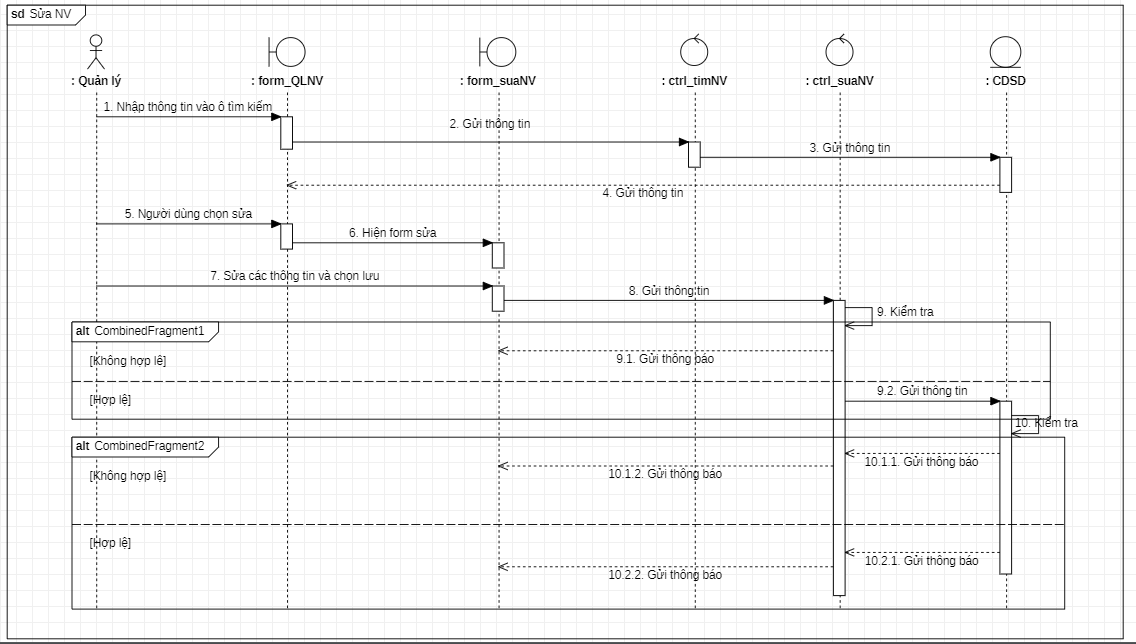 sd Sửa NV
: Quản lý
: form_QLNV
: form_suaNV
: ctrl_timNV
: ctrl_suaNV
: CDSD
1. Nhập thông tin vào ô tìm kiếm
2. Gửi thông tin
3. Gửi thông tin
4. Gửi thông tin
5. Người dùng chọn sửa
6. Hiện form sửa
7. Sửa các thông tin và chọn lưu
8. Gửi thông tin
9. Kiểm tra
alt CombinedFragment1
[Không hợp lê]
9.1. Gửi thông báo
9.2. Gửi thông tin
[Hợp lệ]
10. Kiểm tra
alt CombinedFragment2
10.1.1. Gửi thông báo
[Không hợp lệ]
10.1.2. Gửi thông báo
[Hợp lệ]
10.2.1. Gửi thông báo
10.2.2. Gửi thông báo